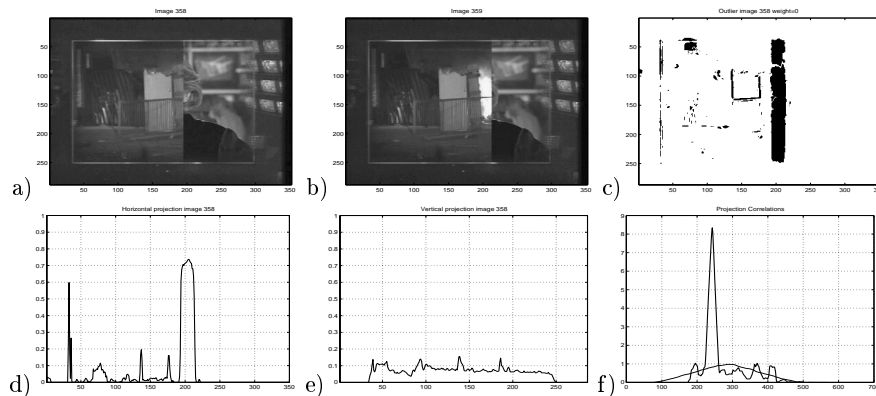 Image 358
Image 359
Outlier image 358 weight=0
50
100
150
200
250
50 100 150 200 250 300 350
a)
50
100
150
200
250
50 100 150 200 250 300 350
b)
50
100
150
200
250
50 100 150 200 250 300 350
c)
Horizontal projection image 358
Vertical projection image 358
Projection Correlations
1
0.9
0.8
0.7
0.6
0.5
0.4
0.3
0.2
0.1
0
50 100 150 200 250 300 350
d)
1
0.9
0.8
0.7
0.6
0.5
0.4
0.3
0.2
0.1
0
50 100 150 200 250
e)
9
8
7
6
5
4
3
2
1
0
0 100 200 300 400 500 600 700
f)